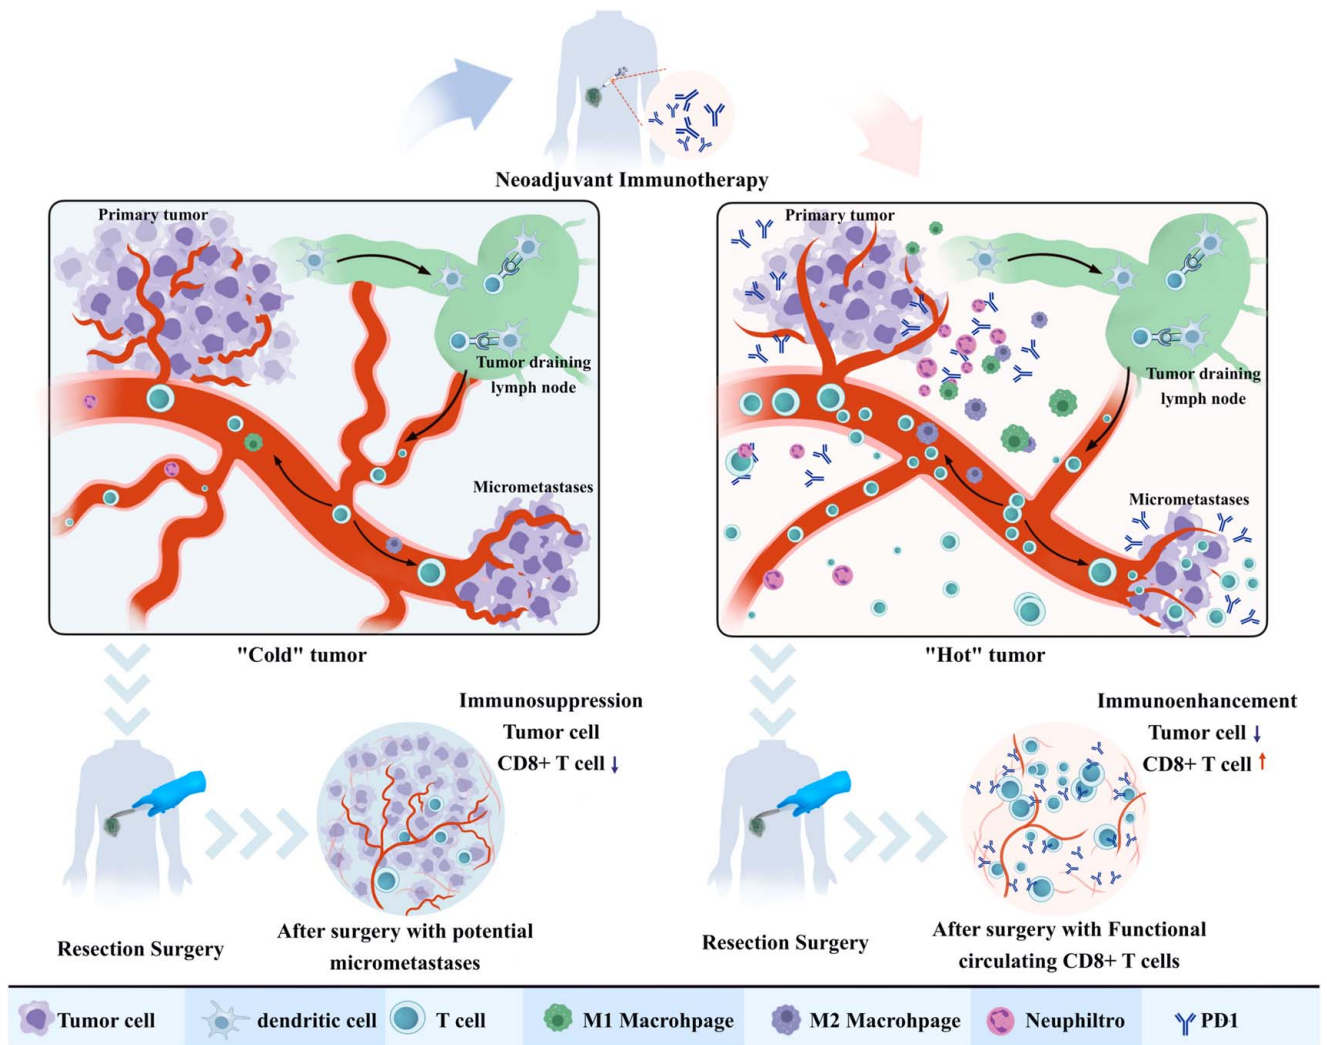 Neoadjuvant Immunotherapy
Primary tumor
Tumor draining
lymph node
Micrometastases
"Cold" tumor
Primary tumor
Tumor draining
lymph node
Micrometastases
"Hot" tumor
Immunosuppression
Tumor cell
CD8+ T cell ↓
Resection Surgery
After surgery with potential
micrometastases
Immunoenhancement
Tumor cell ↓
CD8+ T cell ↑
Resection Surgery
After surgery with Functional
circulating CD8+ T cells
Tumor cell
dendritic cell
T cell
M1 Macrohpage
M2 Macrohpage
Neuphiltro
PD1